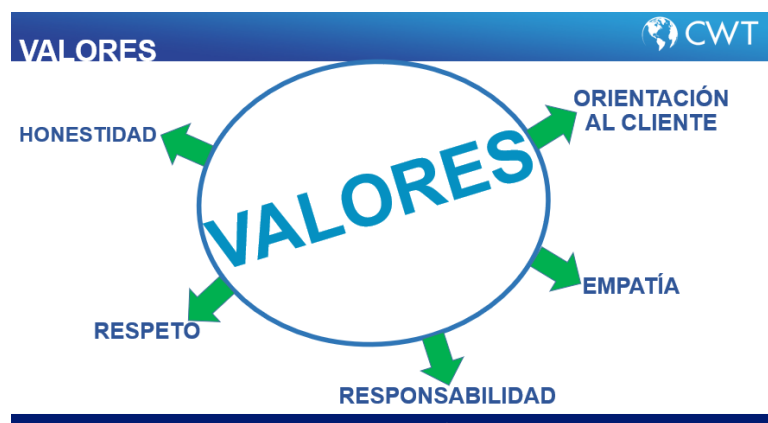 VALORES
CWT
ORIENTACIÓN
AL CLIENTE
HONESTIDAD
VALORES
EMPATÍA
RESPETO
RESPONSABILIDAD